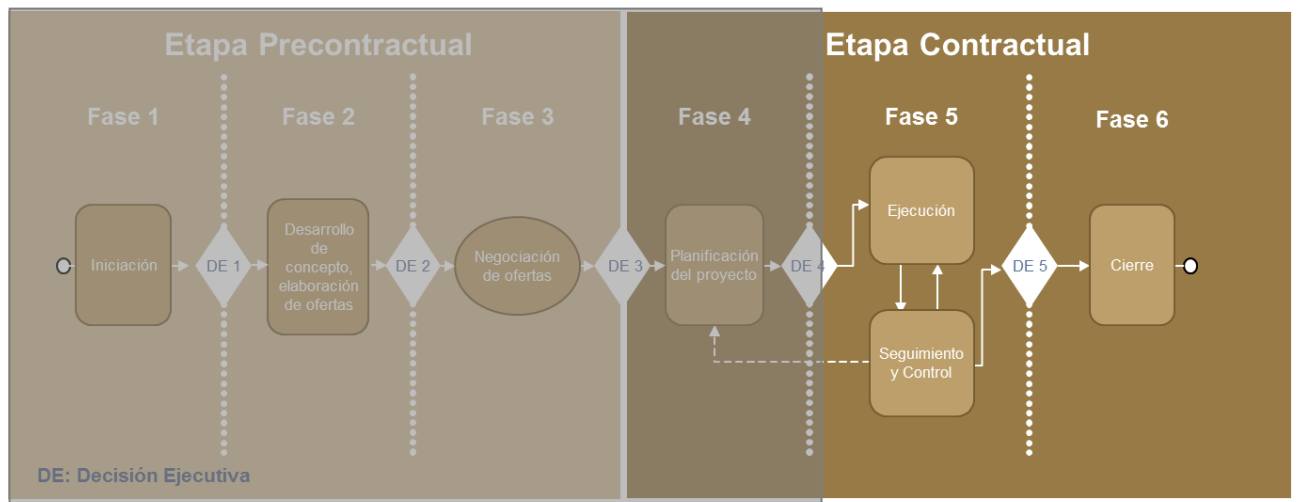 Etapa Precontractual
Etapa Contractual
Fase 1
Fase 2
Fase 3
Fase 4
Fase 5
Fase 6
Iniciación
DE 1
Desarrollo
de
concepto,
elaboración
de ofertas
DE 2
Negociación
de ofertas
DE 3
Planificación
del proyecto
DE 4
Ejecución
Seguimiento
y Control
DE 5
Cierre
DE: Decisión Ejecutiva